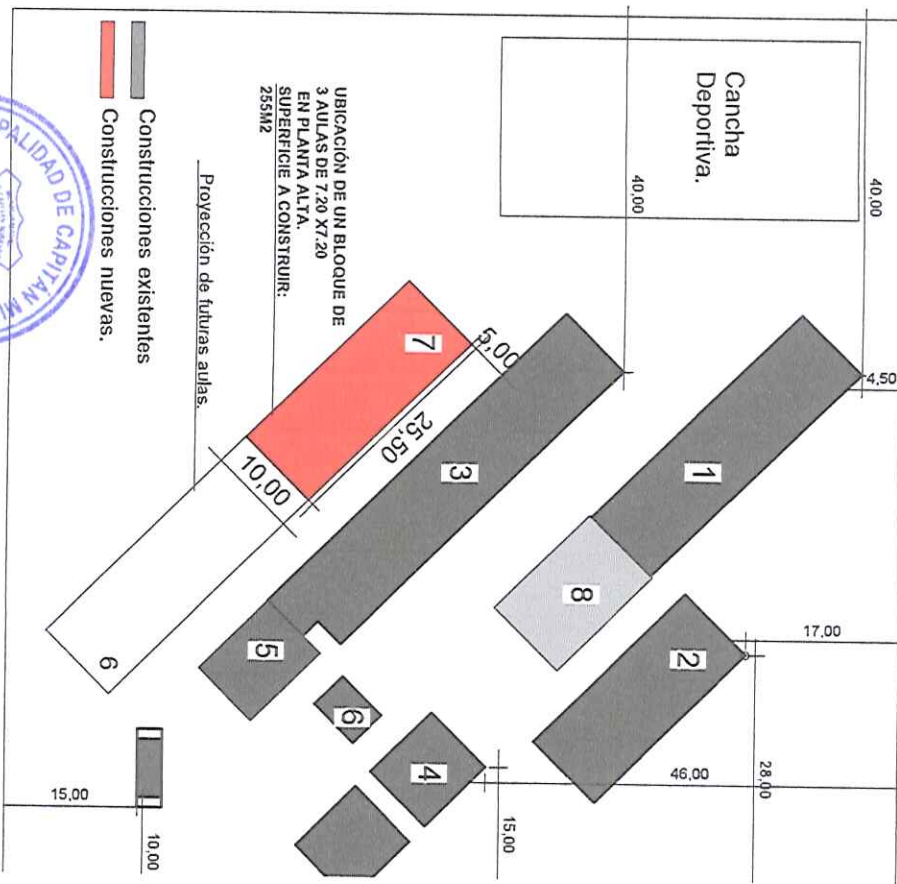 Cancha
Deportiva.
40,00
40,00
4,50
UBICACIÓN DE UN BLOQUE DE
3 AULAS DE 7.20 X7.20
EN PLANTA ALTA.
SUPERFICIE A CONSTRUIR:
255M2
Proyección de futuras aulas.
Construcciones existentes
Construcciones nuevas.
PALIDAD DE CAPITÁN
7
5,00
25,50
10,00
3
1
8
2
17,00
5
6
6
4
46,00
28,00
15,00
15,00
10,00